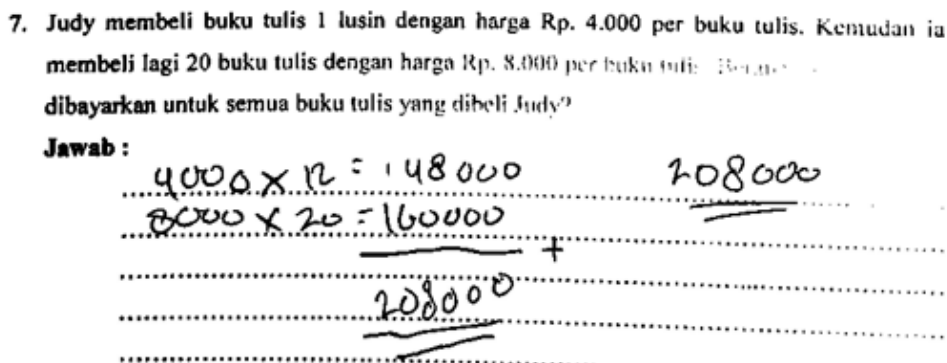 7. Judy membeli buku tulis 1 lusin dengan harga Rp. 4.000 per buku tulis. Kemudan ia
membeli lagi 20 buku tulis dengan harga Rp. 8.000 per buku tulis
dibayarkan untuk semua buku tulis yang dibeli Judy?
Jawab :
4000 x 12 = 48000 208000
8000 x 20 = 160000
+
208000